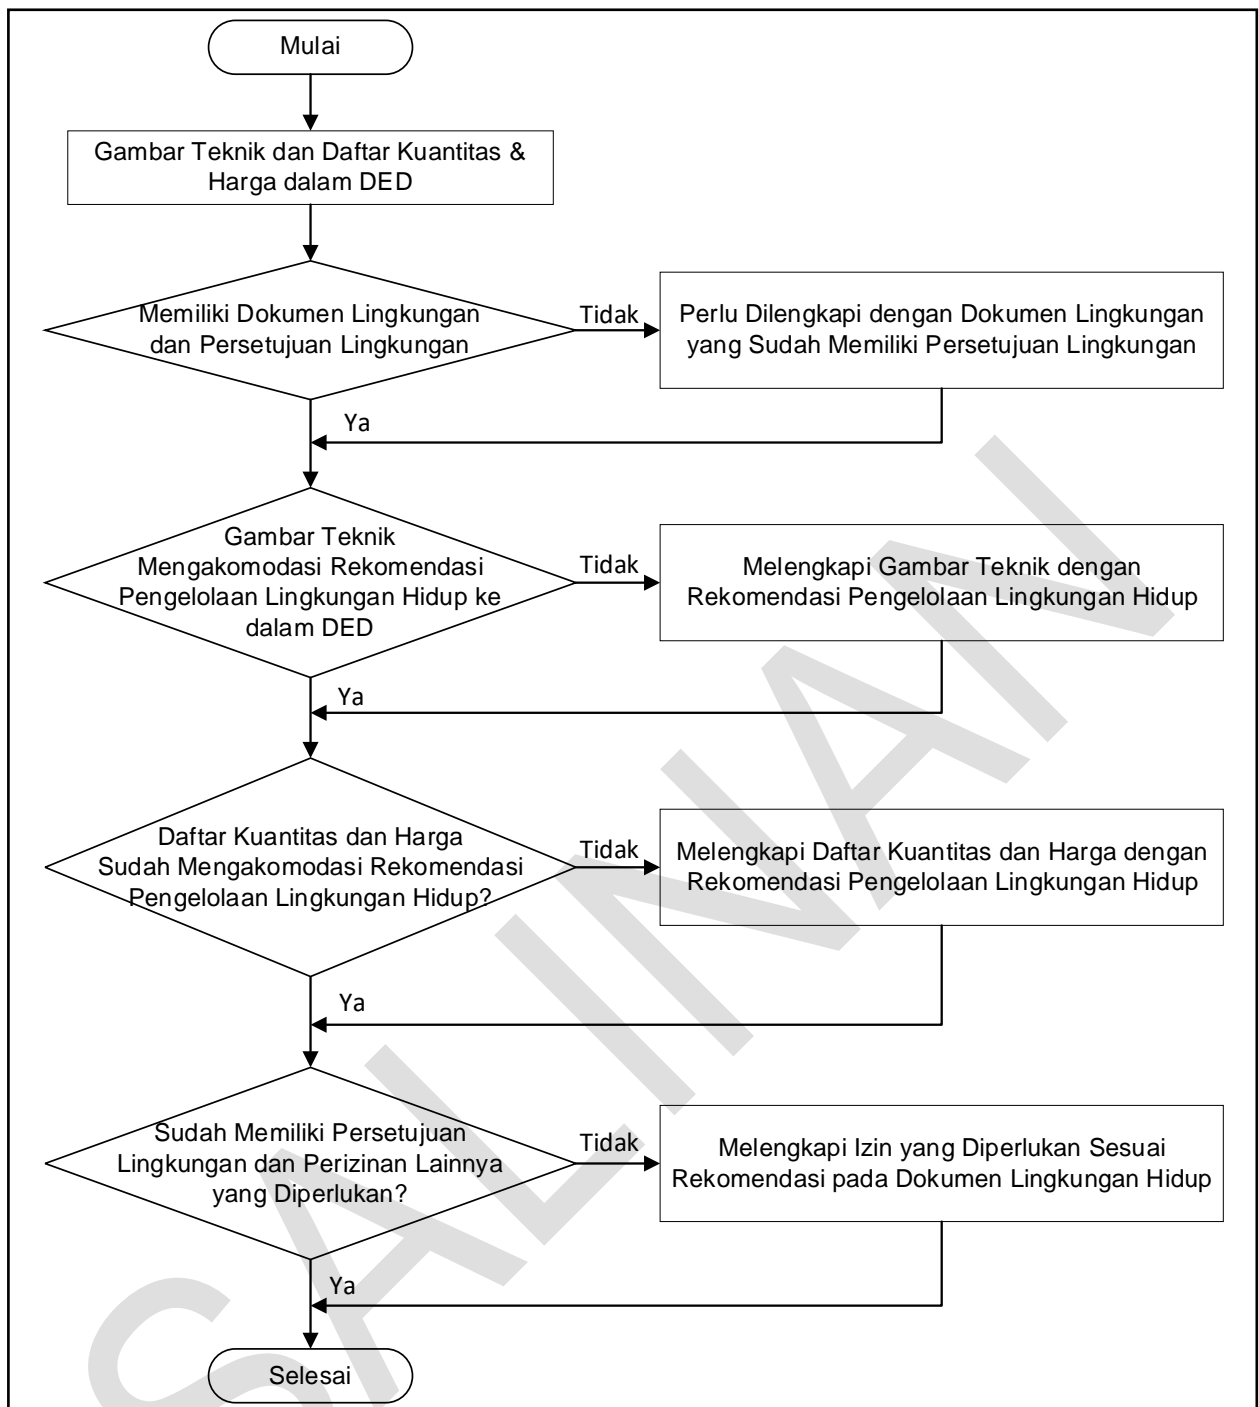 Mulai
Gambar Teknik dan Daftar Kuantitas &
Harga dalam DED
Memiliki Dokumen Lingkungan
dan Persetujuan Lingkungan
Tidak
Perlu Dilengkapi dengan Dokumen Lingkungan
yang Sudah Memiliki Persetujuan Lingkungan
Ya
Gambar Teknik
Mengakomodasi Rekomendasi
Pengelolaan Lingkungan Hidup ke
dalam DED
Tidak
Melengkapi Gambar Teknik dengan
Rekomendasi Pengelolaan Lingkungan Hidup
Ya
Daftar Kuantitas dan Harga
Sudah Mengakomodasi Rekomendasi
Pengelolaan Lingkungan Hidup?
Tidak
Melengkapi Daftar Kuantitas dan Harga dengan
Rekomendasi Pengelolaan Lingkungan Hidup
Ya
Sudah Memiliki Persetujuan
Lingkungan dan Perizinan Lainnya
yang Diperlukan?
Tidak
Melengkapi Izin yang Diperlukan Sesuai
Rekomendasi pada Dokumen Lingkungan Hidup
Ya
Selesai
SALINAN